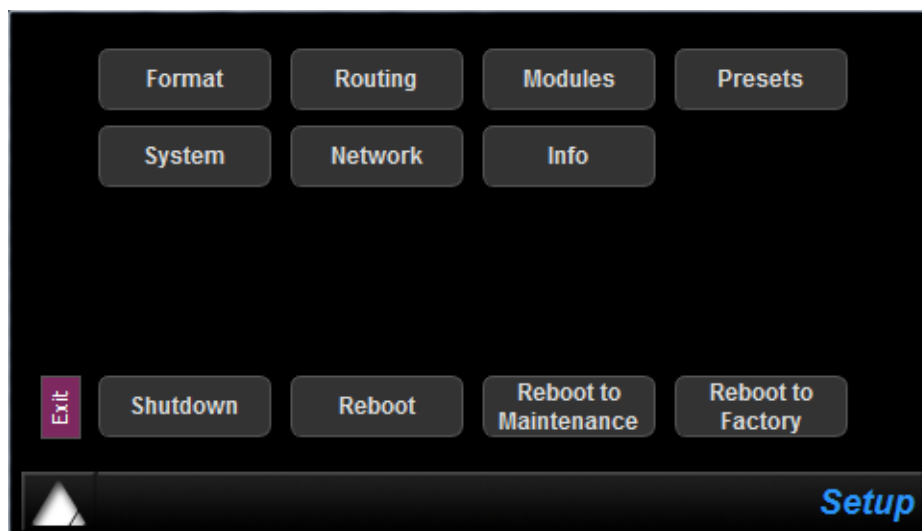 Format
Routing
Modules
Presets
System
Network
Info
Exit
Shutdown
Reboot
Reboot to
Maintenance
Reboot to
Factory
Setup